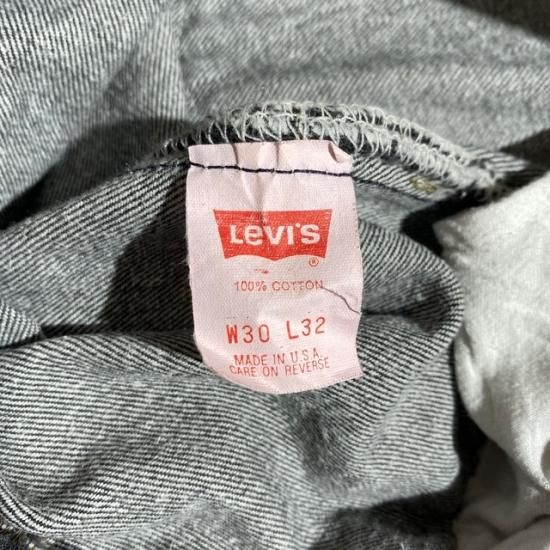 Levi's
®
100% COTTON
W30 L32
MADE IN U.S.A.
CARE ON REVERSE